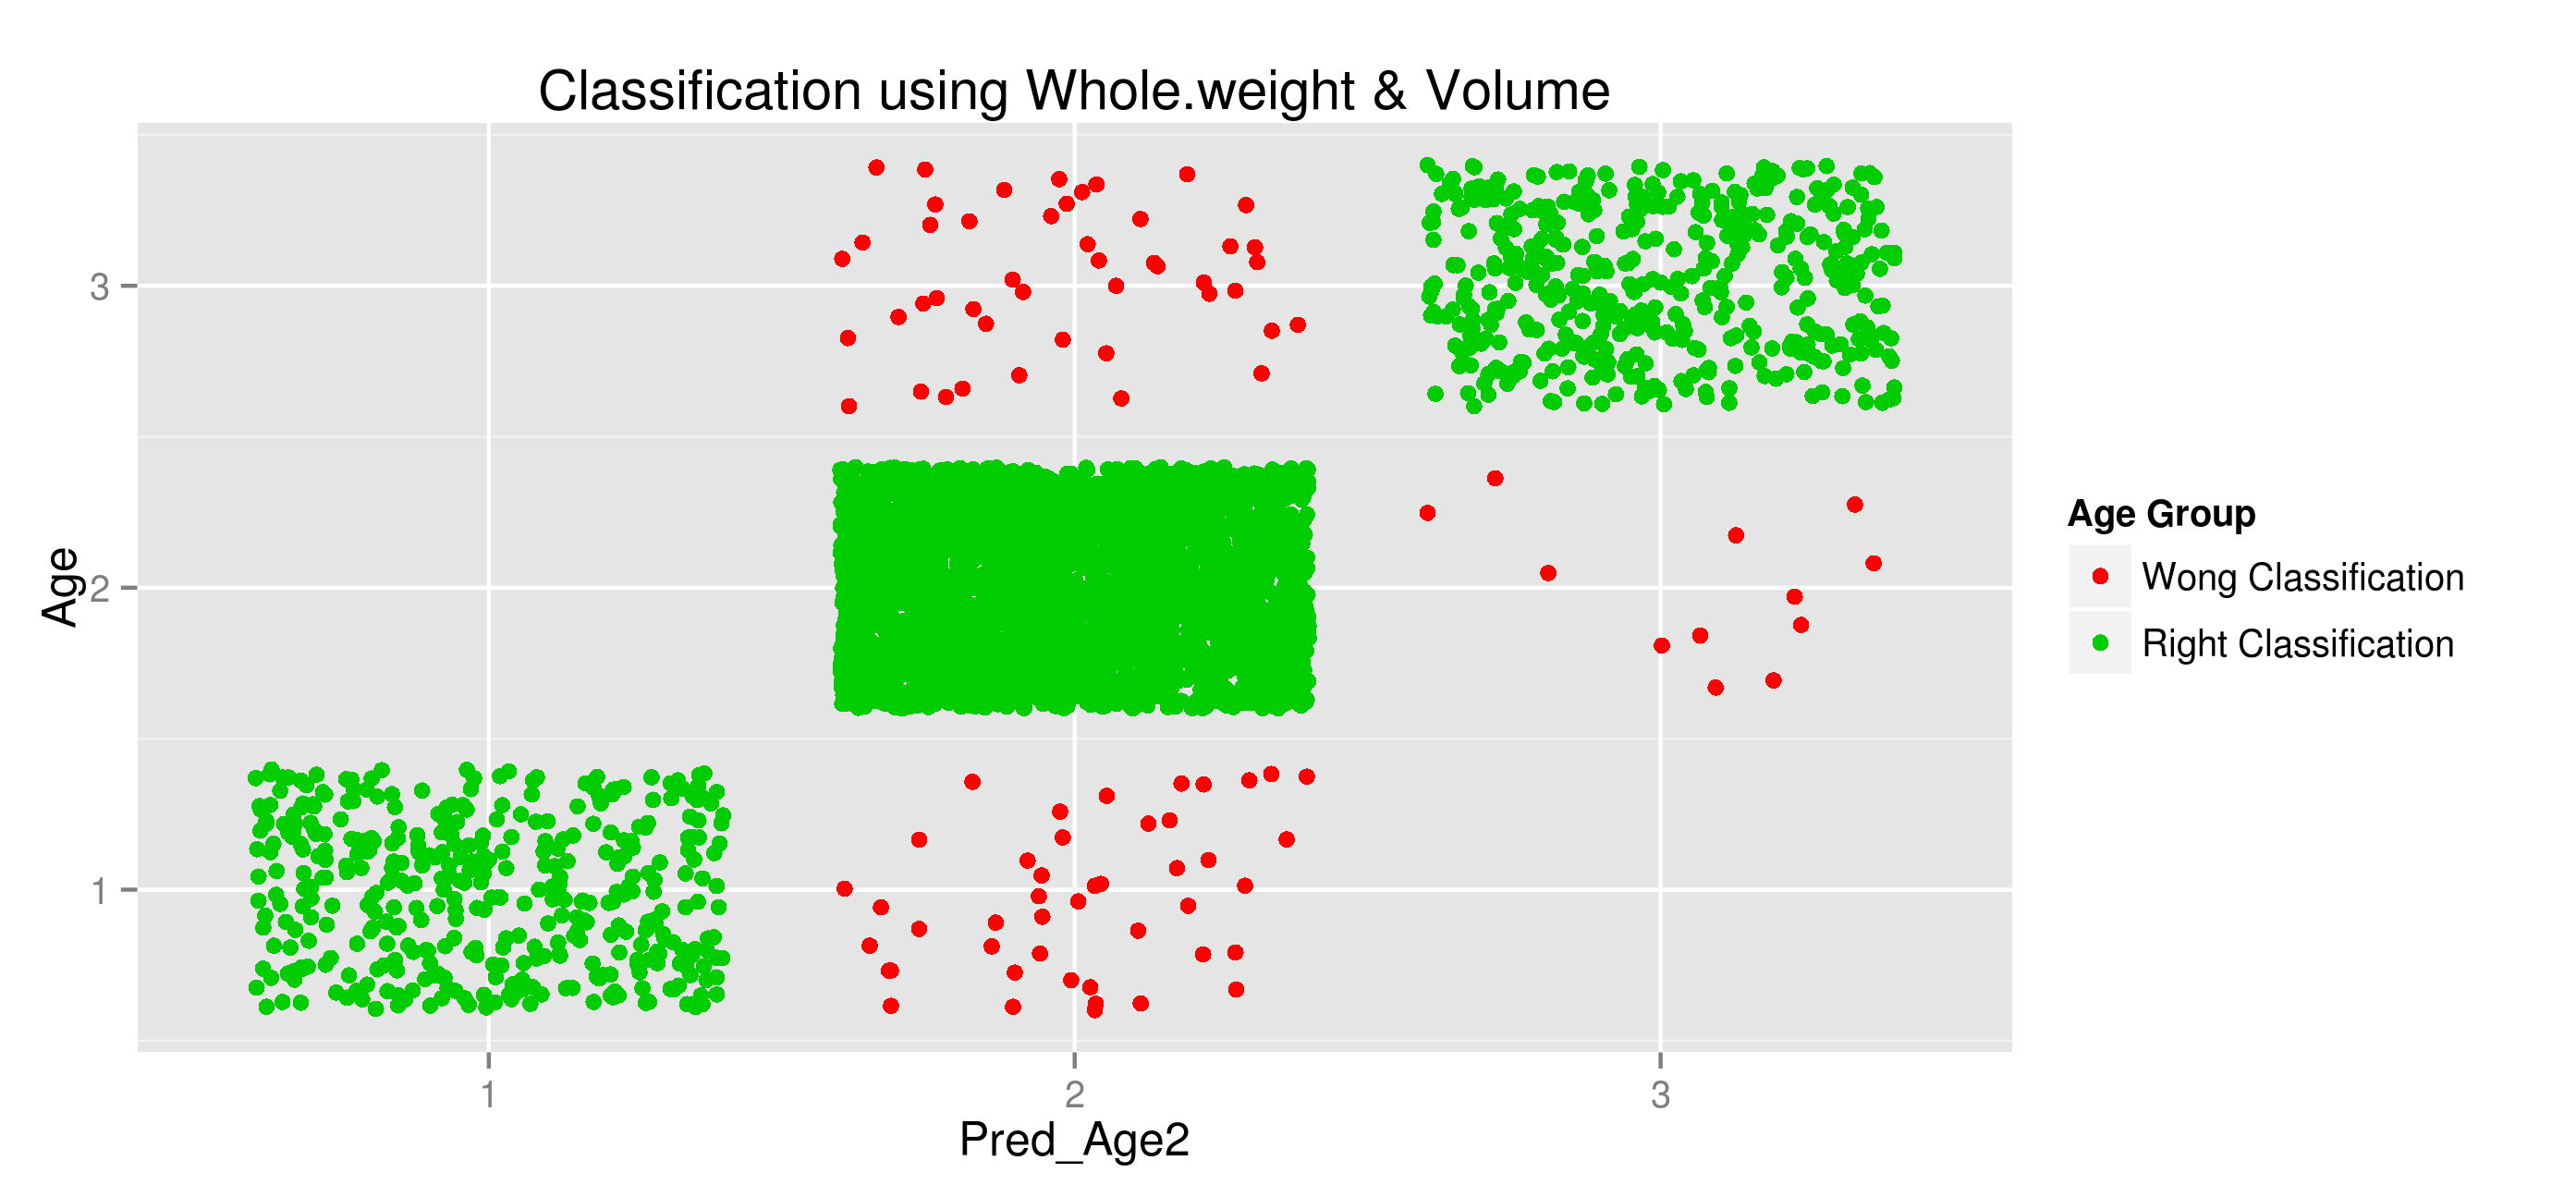 Classification using Whole.weight & Volume
Age
3
2
1
1
2
3
Pred_Age2
Age Group
Wong Classification
Right Classification